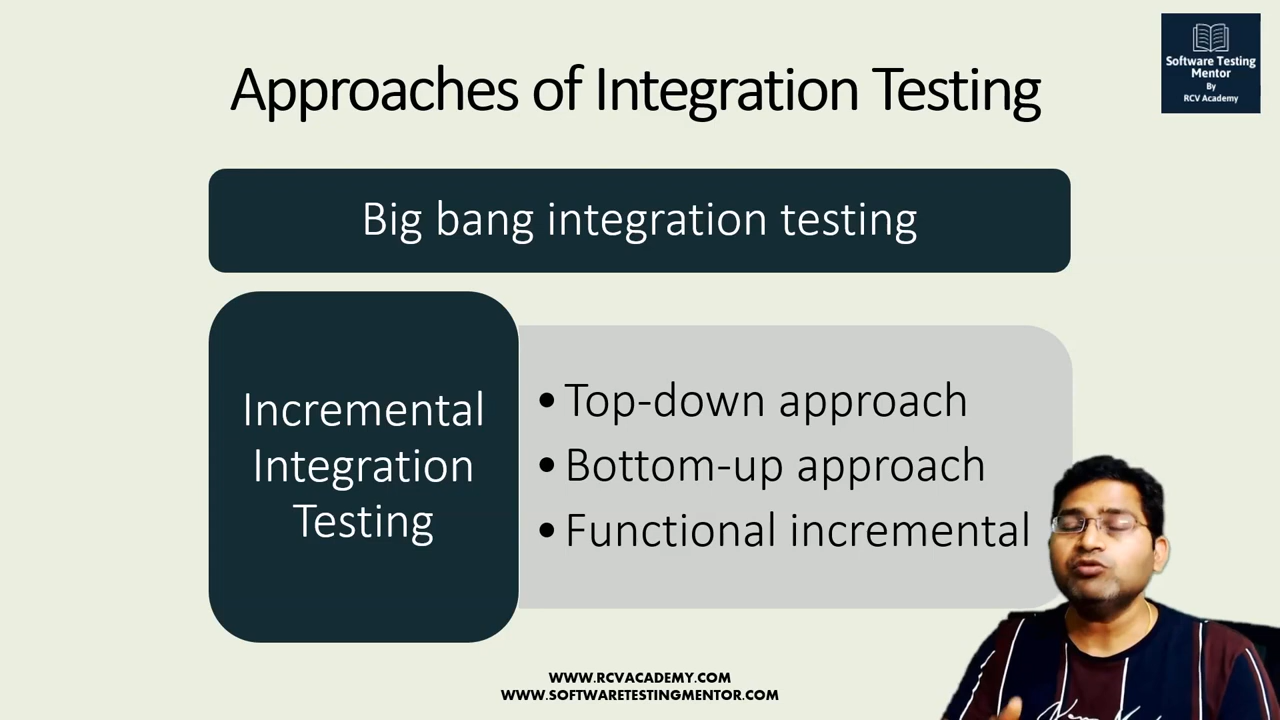 Approaches of Integration Testing
Software Testing
Mentor
By
RCV Academy
Big bang integration testing
Incremental
Integration
Testing
• Top-down approach
• Bottom-up approach
• Functional incremental
WWW.RCVACADEMY.COM
WWW.SOFTWARETESTINGMENTOR.COM